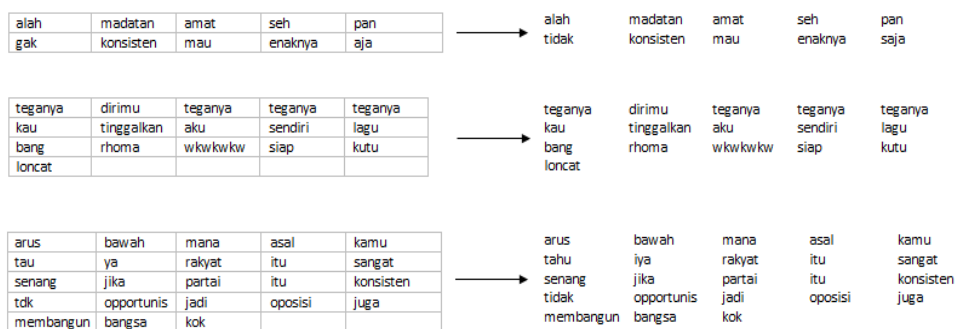 alah madatan amat seh pan
gak konsisten mau enaknya aja
alah madatan amat seh pan
tidak konsisten mau enaknya saja
teganya dirimu teganya teganya teganya
kau tinggalkan aku sendiri lagu
bang rhoma wkwkwkw siap kutu
loncat
teganya dirimu teganya teganya teganya
kau tinggalkan aku sendiri lagu
bang rhoma wkwkwkw siap kutu
loncat
arus bawah mana asal kamu
tau ya rakyat itu sangat
senang jika partai itu konsisten
tdk opportunis jadi oposisi juga
membangun bangsa kok
arus bawah mana asal kamu
tahu iya rakyat itu sangat
senang jika partai itu konsisten
tidak opportunis jadi oposisi juga
membangun bangsa kok